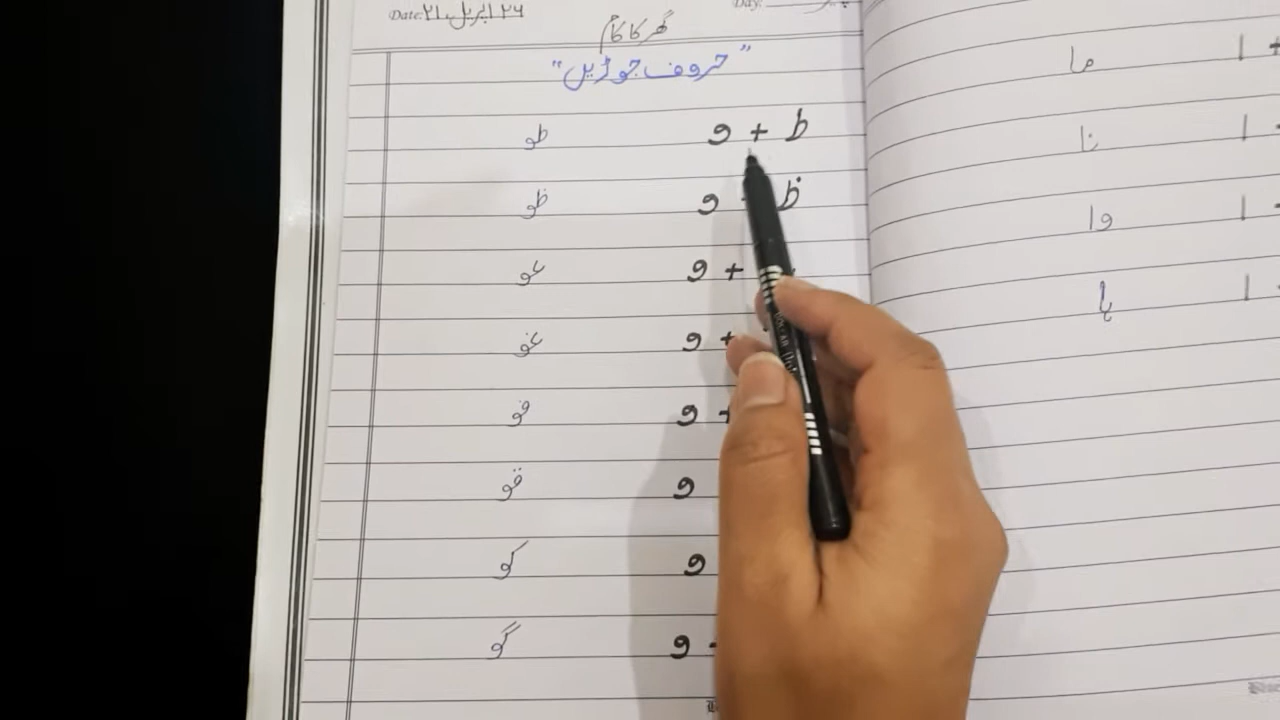 Date: ۲۶ اپریل، ۲۱ Day:
گھر کا کام
"حروف جوڑیں"
ط + و طو
ظ + و ظو
+ و عو
+ و غو
+ و فو
و قو
و کو
و گو
+ ا ما
ا نا
ا وا
ا ہا